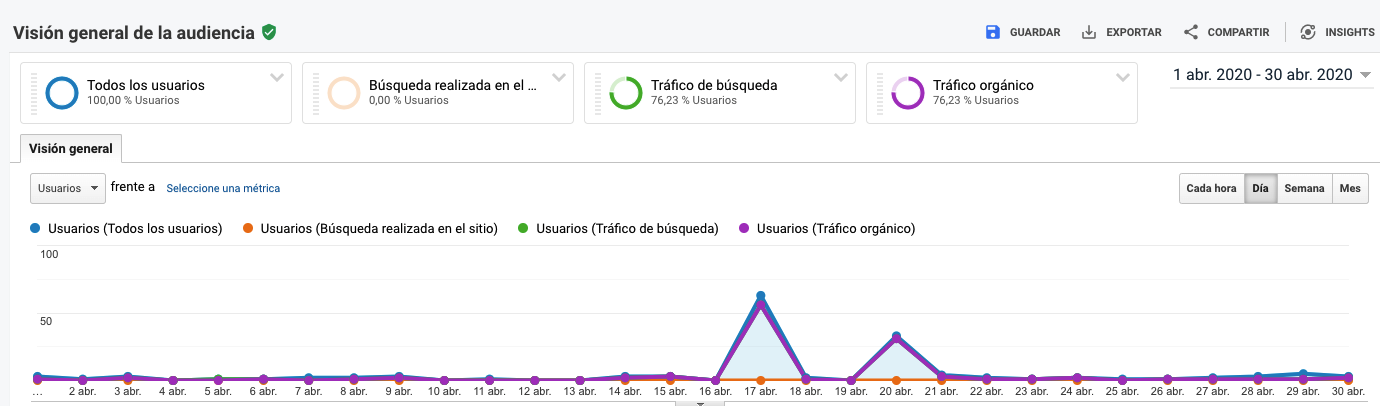 Visión general de la audiencia
GUARDAR EXPORTAR COMPARTIR INSIGHTS
Todos los usuarios
100,00 % Usuarios
Búsqueda realizada en el ...
0,00 % Usuarios
Tráfico de búsqueda
76,23 % Usuarios
Tráfico orgánico
76,23 % Usuarios
1 abr. 2020 - 30 abr. 2020
Visión general
Usuarios frente a Seleccione una métrica
Cada hora Día Semana Mes
Usuarios (Todos los usuarios) Usuarios (Búsqueda realizada en el sitio) Usuarios (Tráfico de búsqueda) Usuarios (Tráfico orgánico)
100
50
... 2 abr. 3 abr. 4 abr. 5 abr. 6 abr. 7 abr. 8 abr. 9 abr. 10 abr. 11 abr. 12 abr. 13 abr. 14 abr. 15 abr. 16 abr. 17 abr. 18 abr. 19 abr. 20 abr. 21 abr. 22 abr. 23 abr. 24 abr. 25 abr. 26 abr. 27 abr. 28 abr. 29 abr. 30 abr.